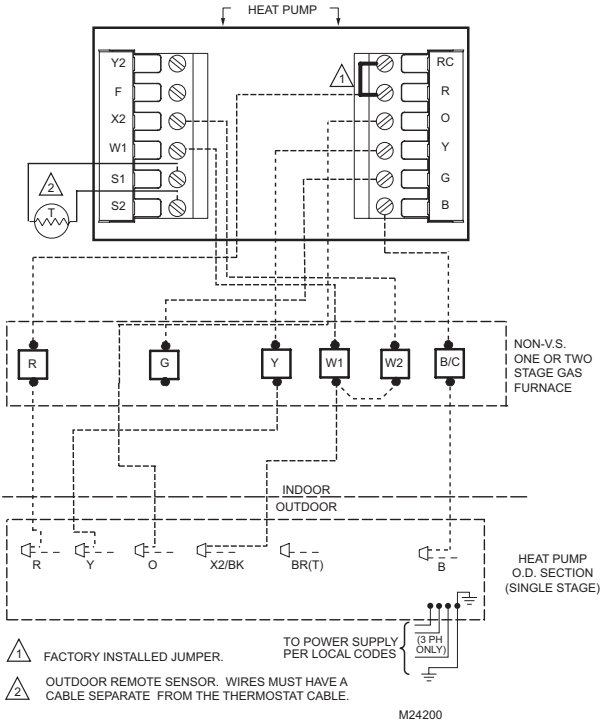 HEAT PUMP
Y2
F
X2
W1
S1
S2
RC
R
O
Y
G
B
1
2
T
R
G
Y
W1
W2
B/C
NON-V.S.
ONE OR TWO
STAGE GAS
FURNACE
INDOOR
OUTDOOR
R
Y
O
X2/BK
BR(T)
B
HEAT PUMP
O.D. SECTION
(SINGLE STAGE)
TO POWER SUPPLY
PER LOCAL CODES
(3 PH
ONLY)
1 FACTORY INSTALLED JUMPER.
2 OUTDOOR REMOTE SENSOR. WIRES MUST HAVE A
CABLE SEPARATE FROM THE THERMOSTAT CABLE.
M24200